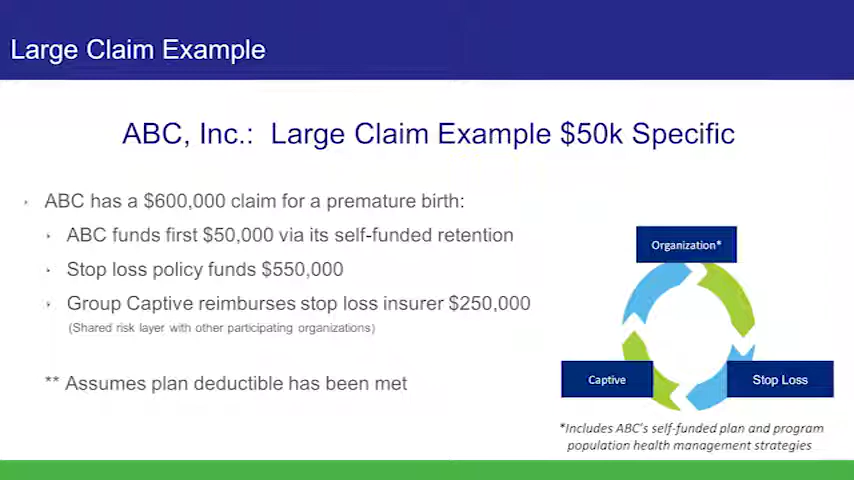 Large Claim Example
ABC, Inc.: Large Claim Example $50k Specific
ABC has a $600,000 claim for a premature birth:
ABC funds first $50,000 via its self-funded retention
Stop loss policy funds $550,000
Group Captive reimburses stop loss insurer $250,000
(Shared risk layer with other participating organizations)
** Assumes plan deductible has been met
Organization*
Captive
Stop Loss
*Includes ABC's self-funded plan and program
population health management strategies